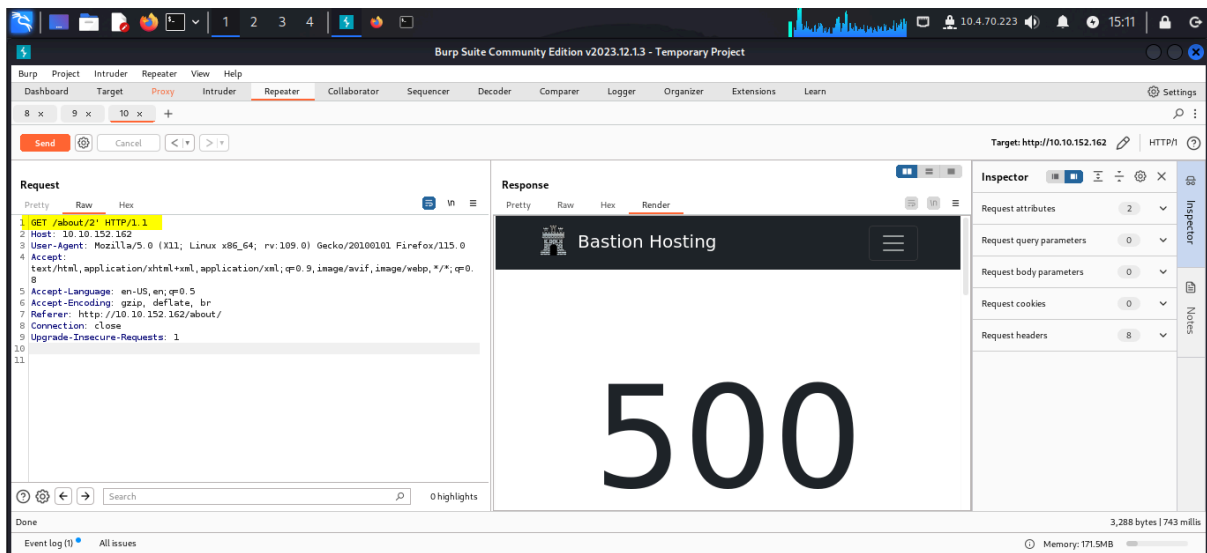 1 2 3 4 10.4.70.223 15:11
Burp Suite Community Edition v2023.12.1.3 - Temporary Project
Burp Project Intruder Repeater View Help
Dashboard Target Proxy Intruder Repeater Collaborator Sequencer Decoder Comparer Logger Organizer Extensions Learn Settings
8 × 9 × 10 × +
Send Cancel < > Target: http://10.10.152.162 HTTP/1
Request
Pretty Raw Hex \n
1 GET /about/2' HTTP/1.1
2 Host: 10.10.152.162
3 User-Agent: Mozilla/5.0 (X11; Linux x86_64; rv:109.0) Gecko/20100101 Firefox/115.0
4 Accept:
text/html,application/xhtml+xml,application/xml;q=0.9,image/avif,image/webp,*/*;q=0.
8
5 Accept-Language: en-US,en;q=0.5
6 Accept-Encoding: gzip, deflate, br
7 Referer: http://10.10.152.162/about/
8 Connection: close
9 Upgrade-Insecure-Requests: 1
10
11
Search 0 highlights
Response
Pretty Raw Hex Render \n
Bastion Hosting
500
Inspector
Request attributes 2
Request query parameters 0
Request body parameters 0
Request cookies 0
Request headers 8
Inspector
Notes
Done 3,288 bytes | 743 millis
Event log (1) All issues Memory: 171.5MB